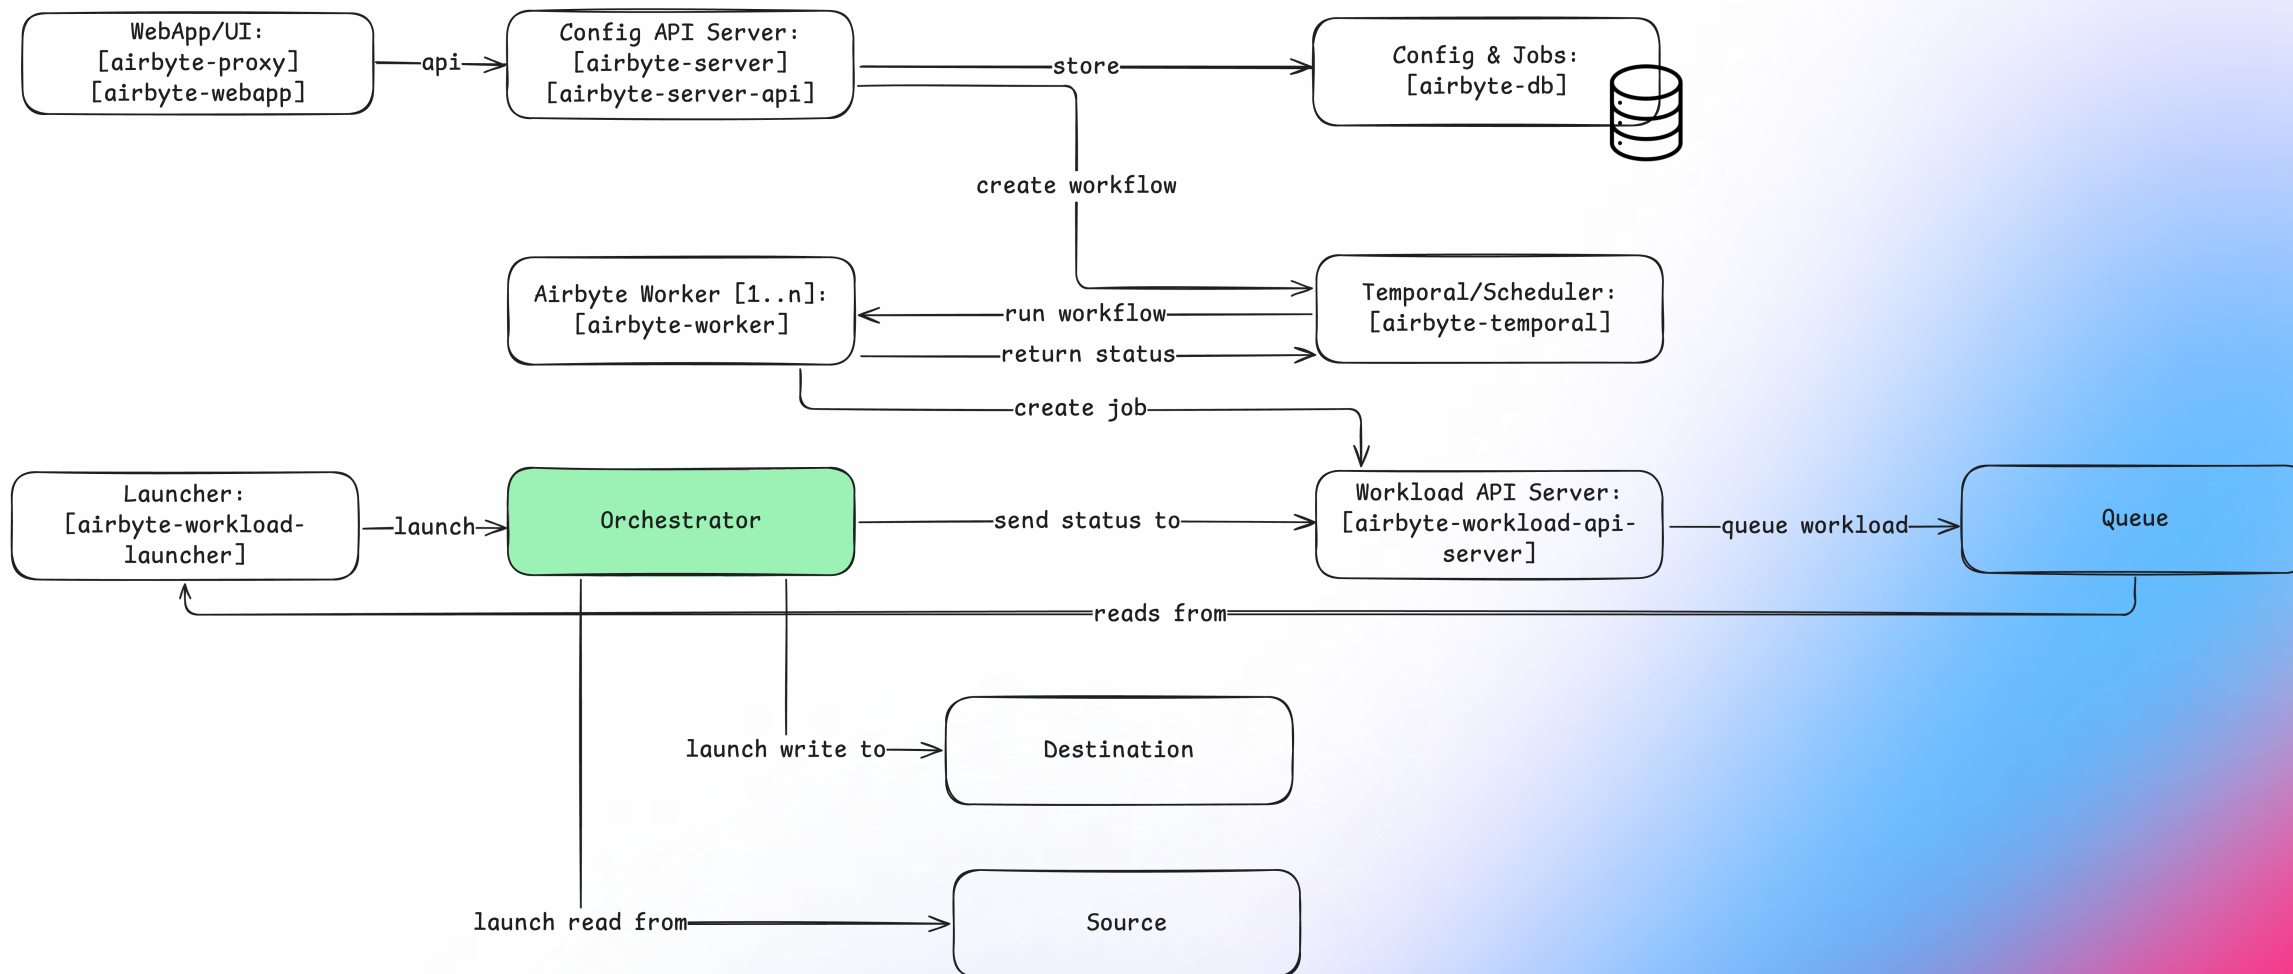 WebApp/UI:
[airbyte-proxy]
[airbyte-webapp]
api
Config API Server:
[airbyte-server]
[airbyte-server-api]
store
Config & Jobs:
[airbyte-db]
create workflow
Airbyte Worker [1..n]:
[airbyte-worker]
run workflow
return status
Temporal/Scheduler:
[airbyte-temporal]
create job
Launcher:
[airbyte-workload-
launcher]
launch
Orchestrator
send status to
Workload API Server:
[airbyte-workload-api-
server]
queue workload
Queue
reads from
launch write to
Destination
launch read from
Source